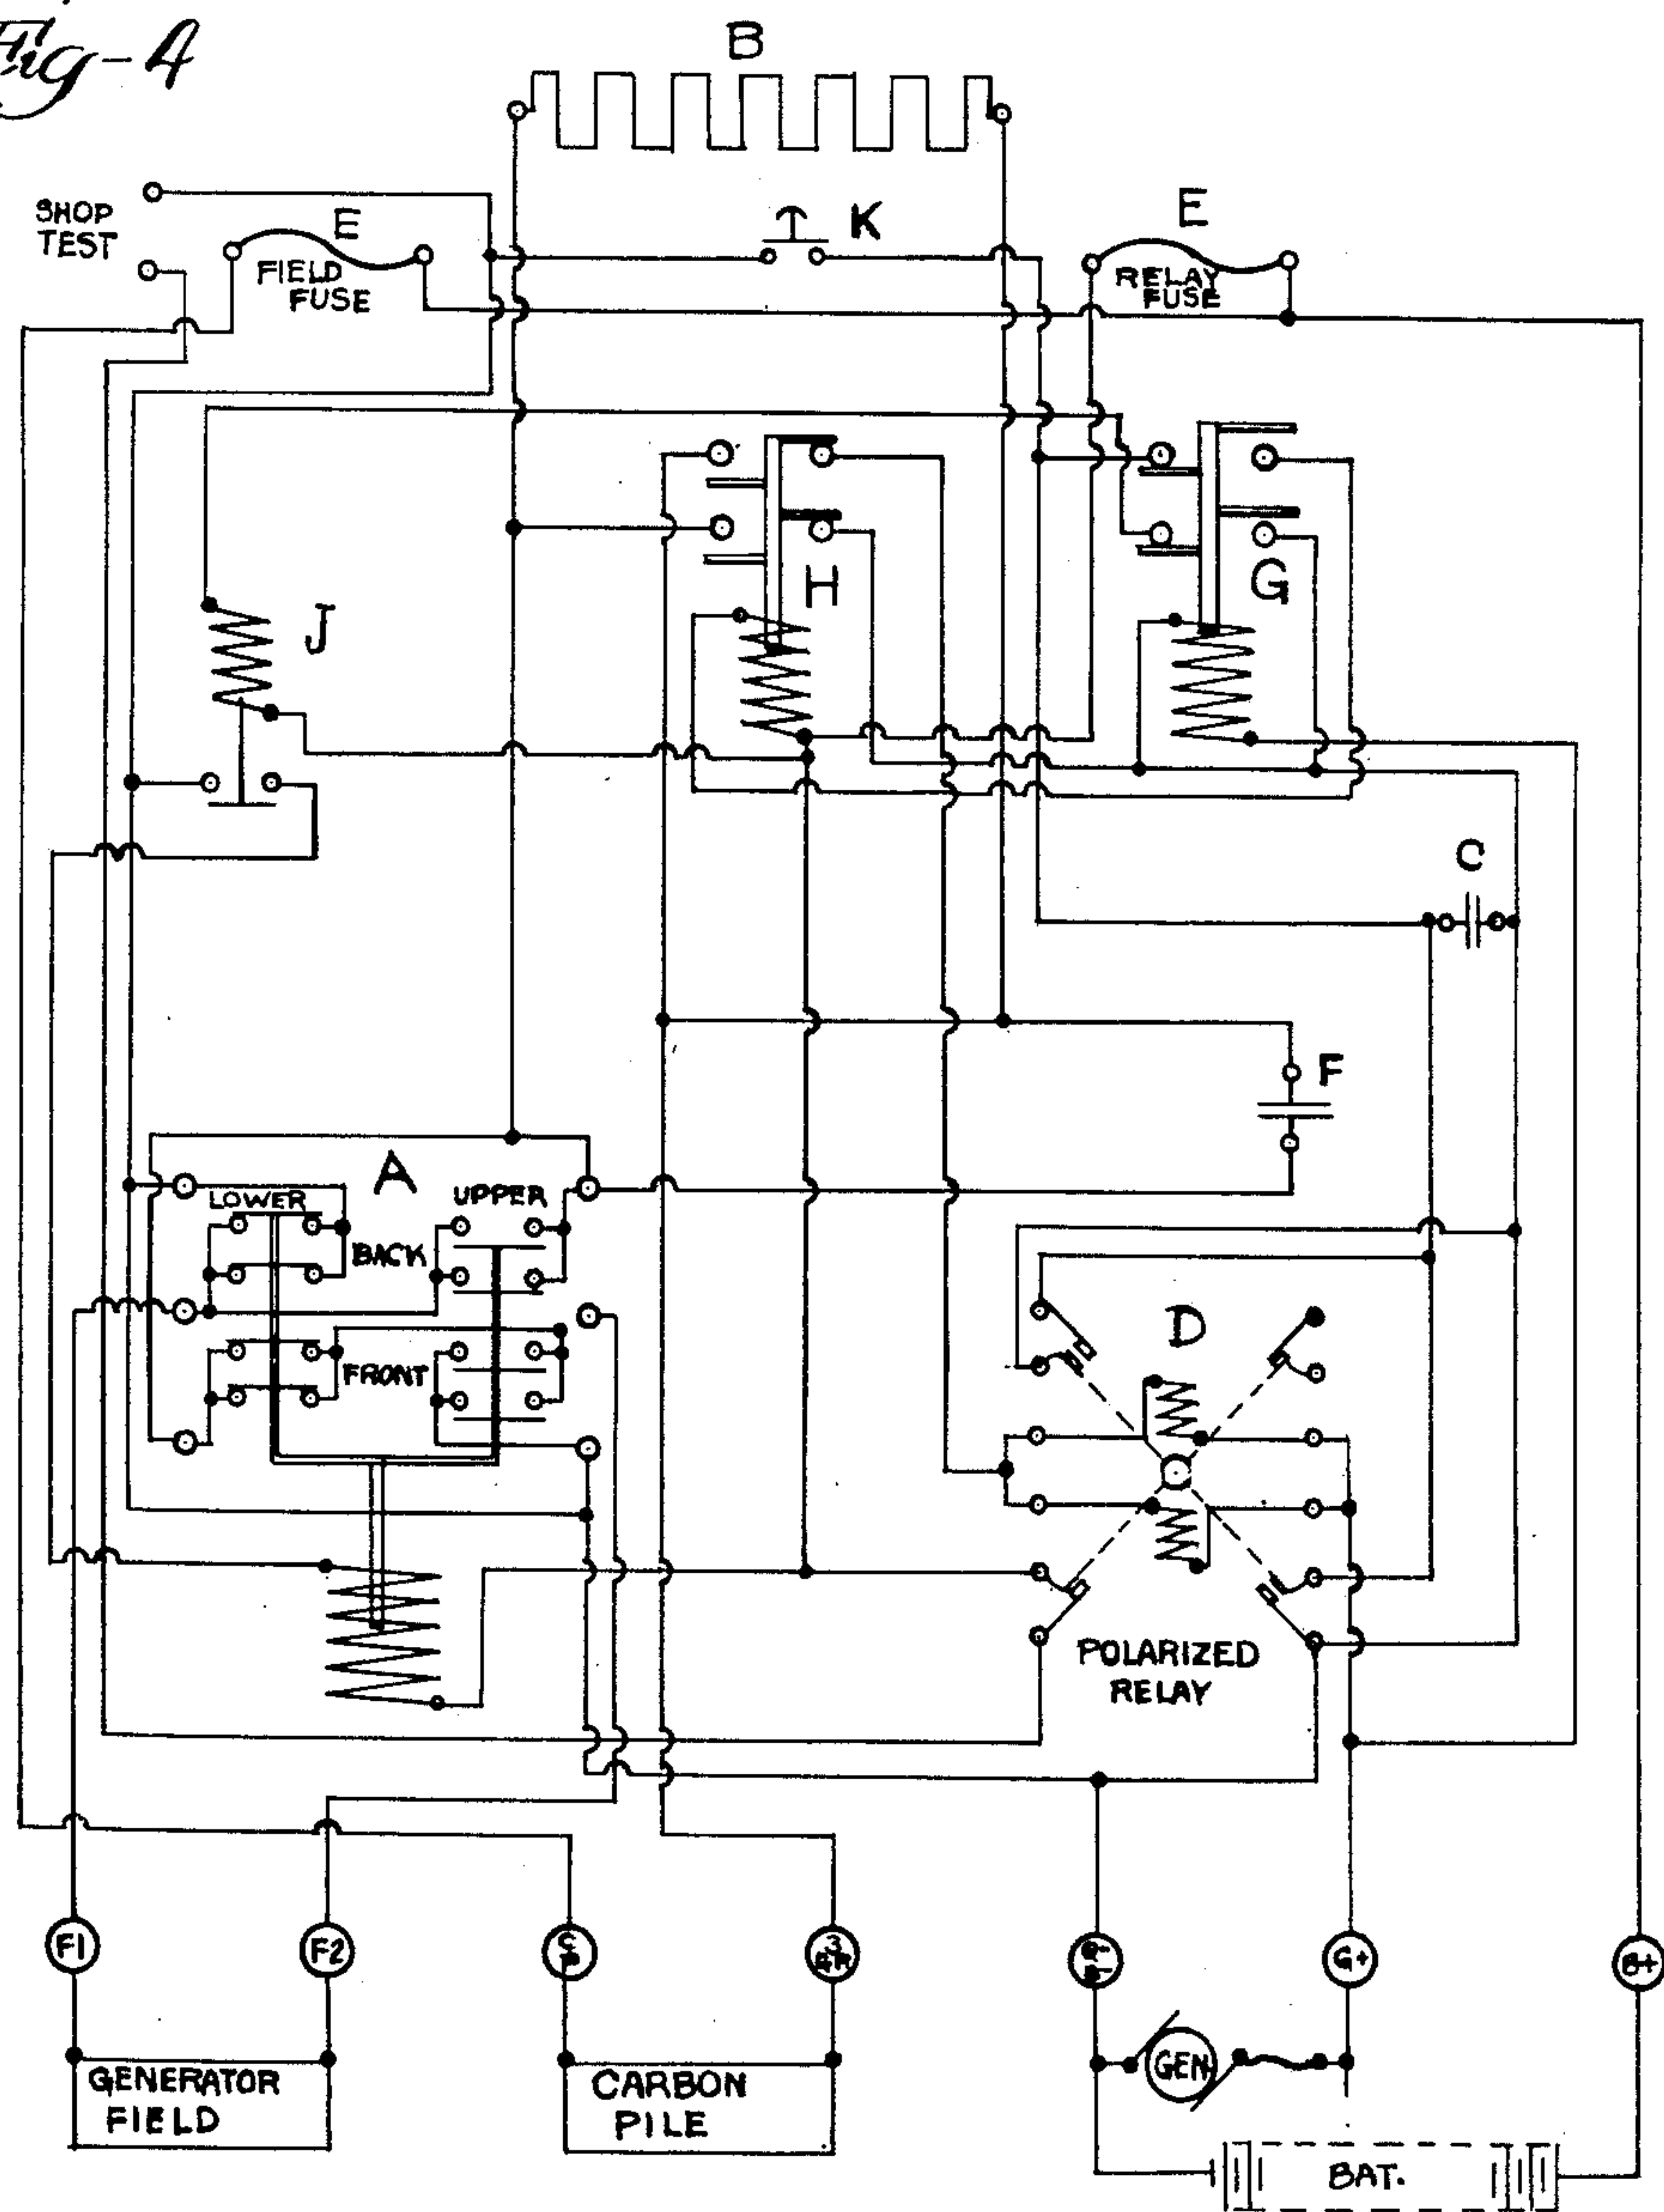 Fig-4
B
SHOP
TEST
E
FIELD
FUSE
K
E
RELAY
FUSE
H
G
J
C
F
A
LOWER
UPPER
BACK
FRONT
D
POLARIZED
RELAY
F1
F2
G+
B+
GENERATOR
FIELD
CARBON
PILE
GEN
BAT.